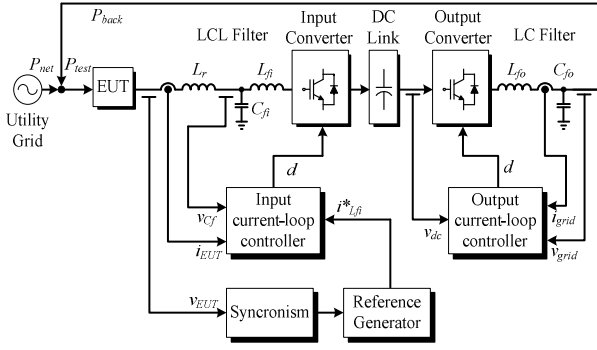 P_back
LCL Filter
Input
Converter
DC
Link
Output
Converter
LC Filter
P_net
P_test
EUT
L_r
L_fi
C_fi
L_fo
C_fo
Utility
Grid
d
d
v_Cf
i_EUT
Input
current-loop
controller
i*_Lfi
v_dc
Output
current-loop
controller
i_grid
v_grid
v_EUT
Syncronism
Reference
Generator